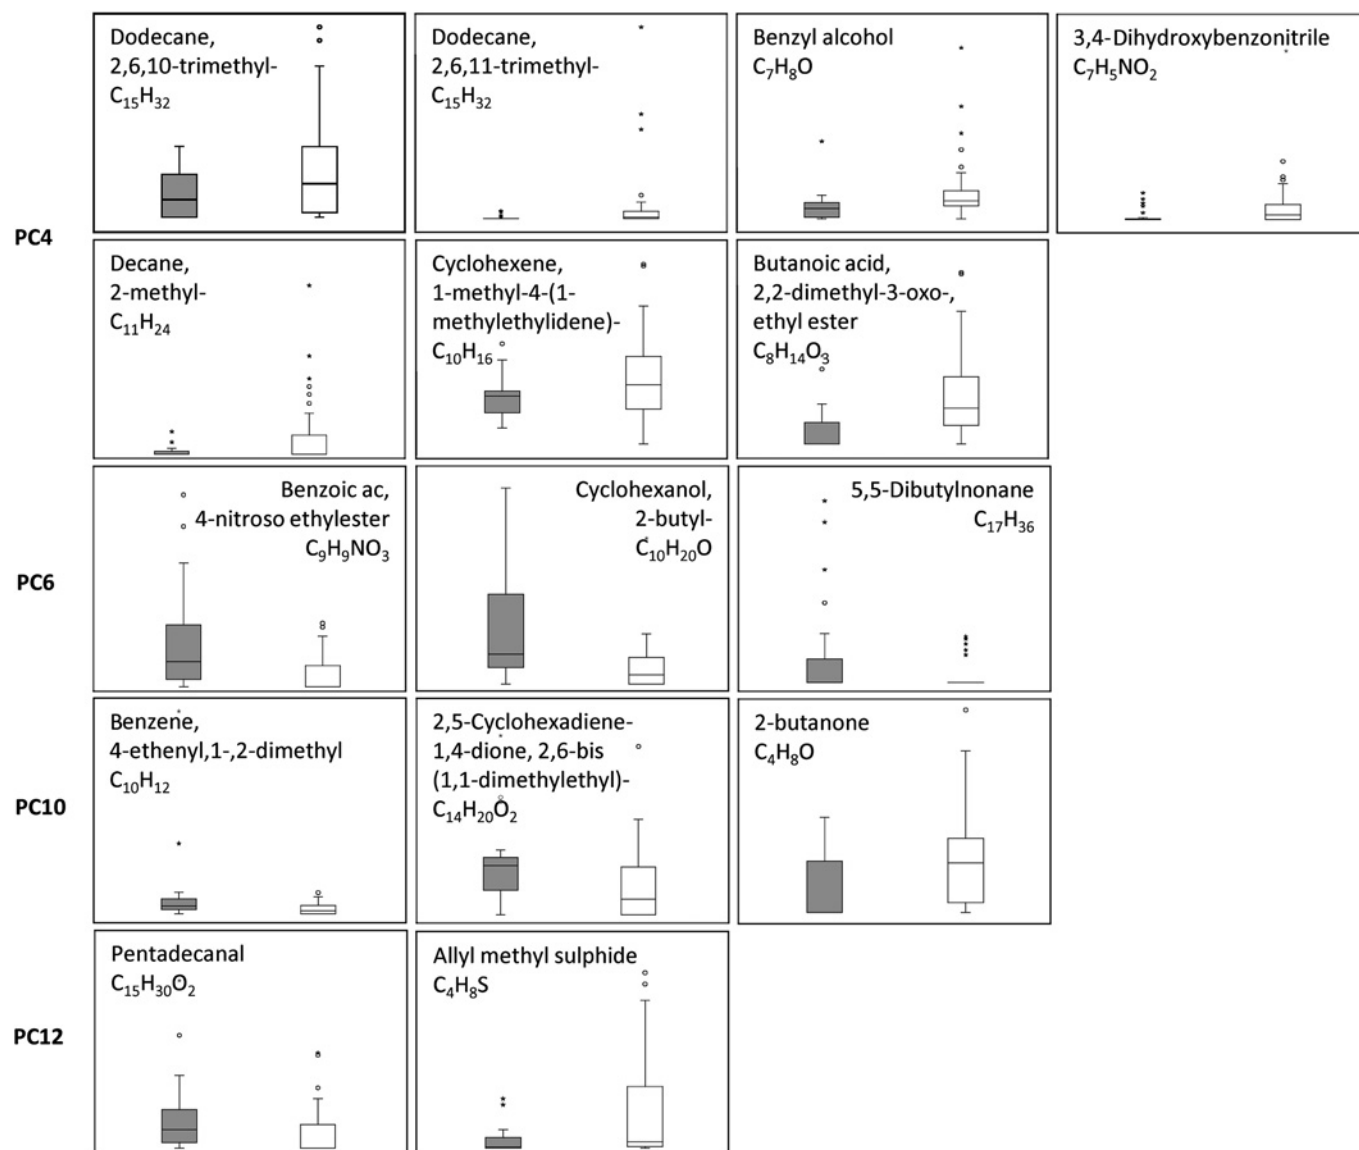 PC4
Dodecane,
2,6,10-trimethyl-
C₁₅H₃₂
Dodecane,
2,6,11-trimethyl-
C₁₅H₃₂
Benzyl alcohol
C₇H₈O
3,4-Dihydroxybenzonitrile
C₇H₅NO₂
Decane,
2-methyl-
C₁₁H₂₄
Cyclohexene,
1-methyl-4-(1-
methylethylidene)-
C₁₀H₁₆
Butanoic acid,
2,2-dimethyl-3-oxo-,
ethyl ester
C₈H₁₄O₃
PC6
Benzoic ac,
4-nitroso ethylester
C₉H₉NO₃
Cyclohexanol,
2-butyl-
C₁₀H₂₀O
5,5-Dibutylnonane
C₁₇H₃₆
PC10
Benzene,
4-ethenyl,1-,2-dimethyl
C₁₀H₁₂
2,5-Cyclohexadiene-
1,4-dione, 2,6-bis
(1,1-dimethylethyl)-
C₁₄H₂₀O₂
2-butanone
C₄H₈O
PC12
Pentadecanal
C₁₅H₃₀O₂
Allyl methyl sulphide
C₄H₈S